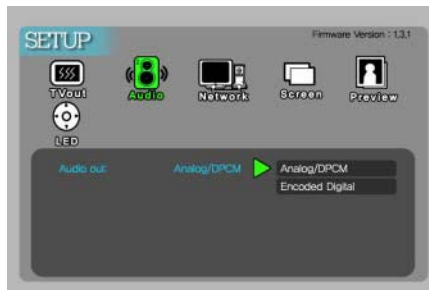 SETUP
Firmware Version : 1.3.1
TVout Audio Network Screen Preview
LED
Audio out: Analog/DPCM Analog/DPCM
Encoded Digital